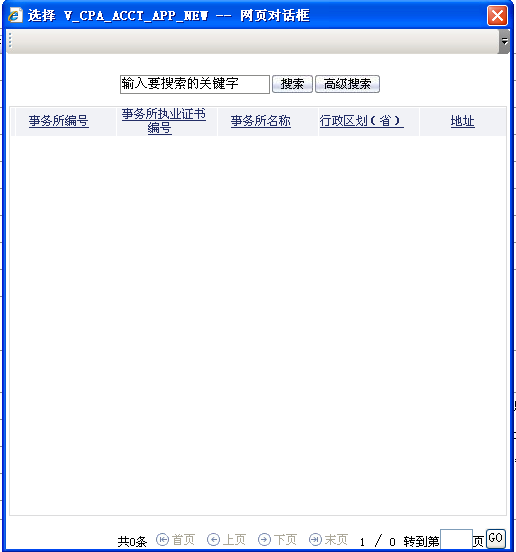 选择 V_CPA_ACCT_APP_NEW -- 网页对话框
输入要搜索的关键字 搜索 高级搜索
事务所编号 事务所执业证书编号 事务所名称 行政区划(省) 地址
共0条 首页 上页 下页 末页 1 / 0 转到第 页 GO